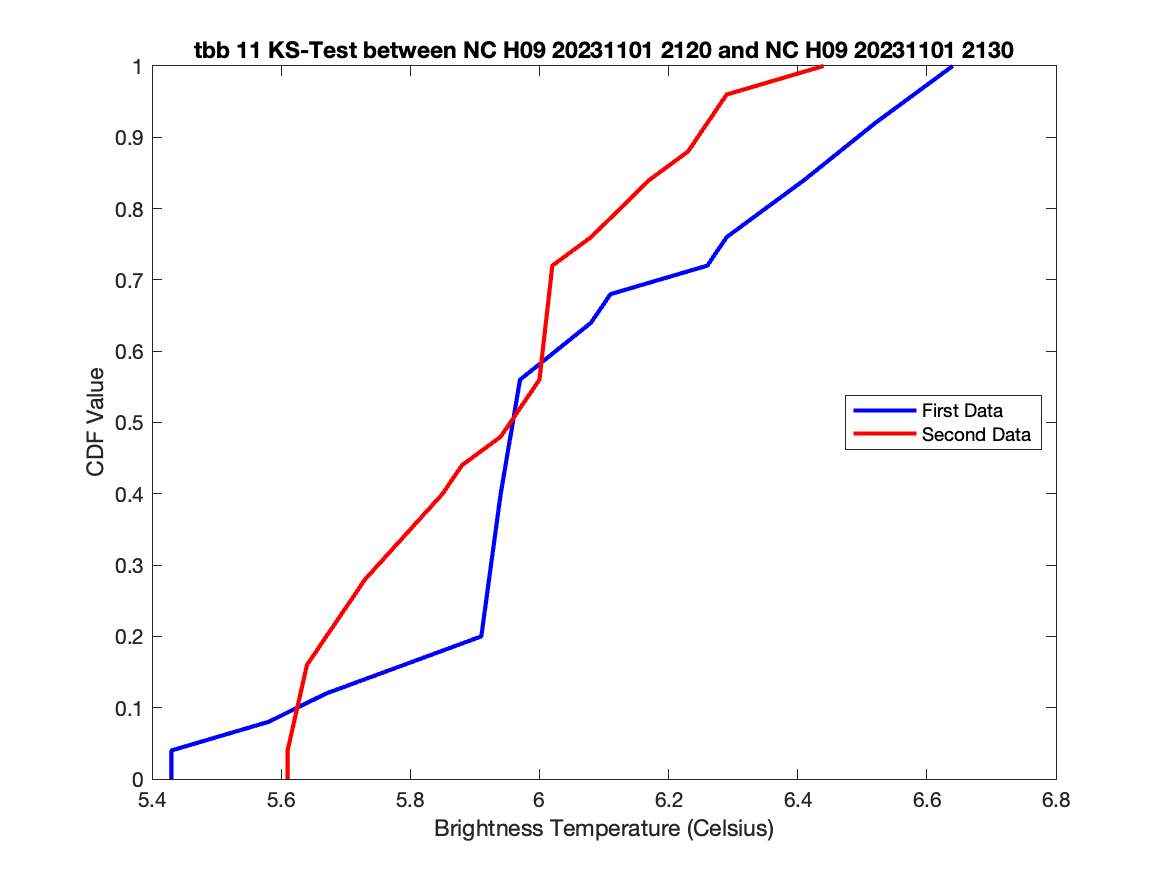 tbb 11 KS-Test between NC H09 20231101 2120 and NC H09 20231101 2130
1
0.9
0.8
0.7
0.6
0.5
0.4
0.3
0.2
0.1
0
CDF Value
First Data
Second Data
5.4 5.6 5.8 6 6.2 6.4 6.6 6.8
Brightness Temperature (Celsius)